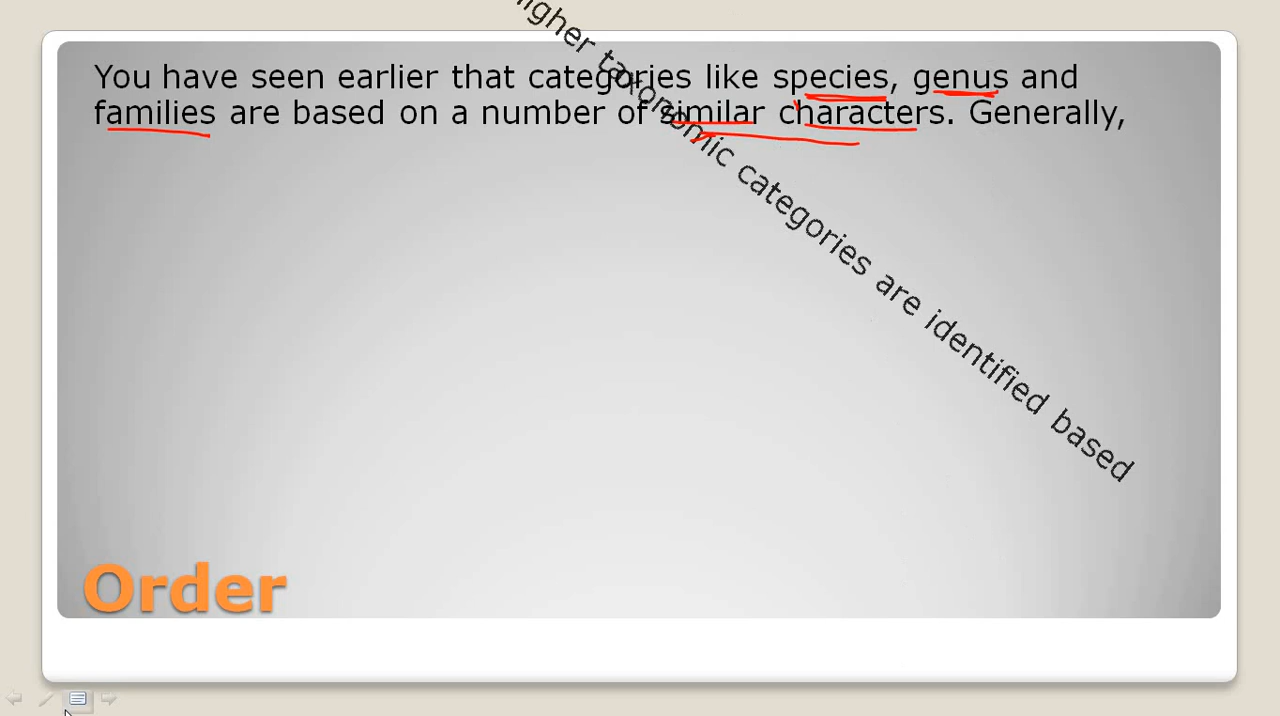 You have seen earlier that categories like species, genus and
families are based on a number of similar characters. Generally,
higher taxonomic categories are identified based
Order